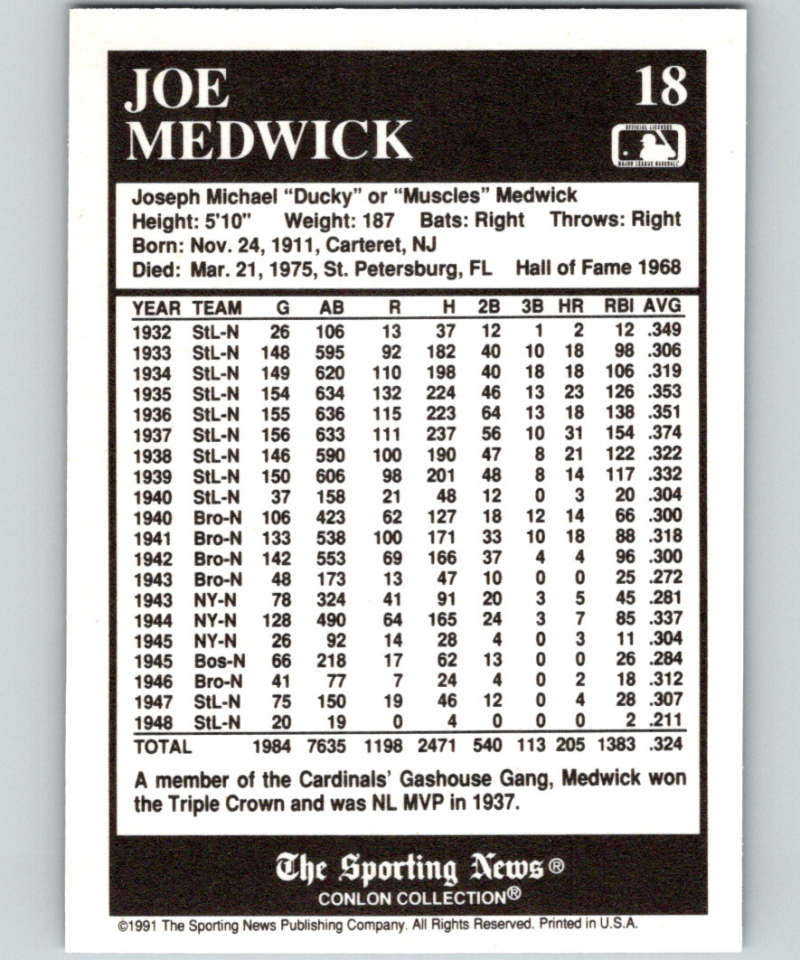 JOE 18
MEDWICK
OFFICIAL LICENSEE
MAJOR LEAGUE BASEBALL
Joseph Michael "Ducky" or "Muscles" Medwick
Height: 5'10" Weight: 187 Bats: Right Throws: Right
Born: Nov. 24, 1911, Carteret, NJ
Died: Mar. 21, 1975, St. Petersburg, FL Hall of Fame 1968
YEAR TEAM G AB R H 2B 3B HR RBI AVG
1932 StL-N 26 106 13 37 12 1 2 12 .349
1933 StL-N 148 595 92 182 40 10 18 98 .306
1934 StL-N 149 620 110 198 40 18 18 106 .319
1935 StL-N 154 634 132 224 46 13 23 126 .353
1936 StL-N 155 636 115 223 64 13 18 138 .351
1937 StL-N 156 633 111 237 56 10 31 154 .374
1938 StL-N 146 590 100 190 47 8 21 122 .322
1939 StL-N 150 606 98 201 48 8 14 117 .332
1940 StL-N 37 158 21 48 12 0 3 20 .304
1940 Bro-N 106 423 62 127 18 12 14 66 .300
1941 Bro-N 133 538 100 171 33 10 18 88 .318
1942 Bro-N 142 553 69 166 37 4 4 96 .300
1943 Bro-N 48 173 13 47 10 0 0 25 .272
1943 NY-N 78 324 41 91 20 3 5 45 .281
1944 NY-N 128 490 64 165 24 3 7 85 .337
1945 NY-N 26 92 14 28 4 0 3 11 .304
1945 Bos-N 66 218 17 62 13 0 0 26 .284
1946 Bro-N 41 77 7 24 4 0 2 18 .312
1947 StL-N 75 150 19 46 12 0 4 28 .307
1948 StL-N 20 19 0 4 0 0 0 2 .211
TOTAL 1984 7635 1198 2471 540 113 205 1383 .324
A member of the Cardinals' Gashouse Gang, Medwick won
the Triple Crown and was NL MVP in 1937.
The Sporting News®
CONLON COLLECTION®
©1991 The Sporting News Publishing Company. All Rights Reserved. Printed in U.S.A.